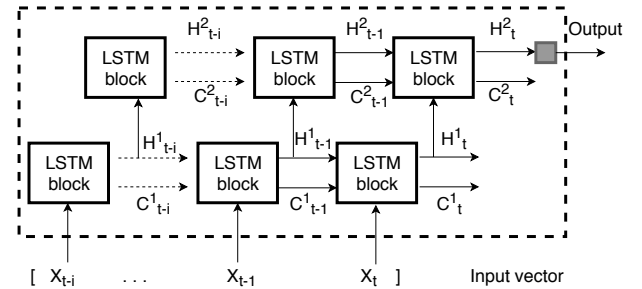 H²t-i H²t-1 H²t Output
LSTM block LSTM block LSTM block
C²t-i C²t-1 C²t
H¹t-i H¹t-1 H¹t
LSTM block LSTM block LSTM block
C¹t-i C¹t-1 C¹t
[ Xt-i . . . Xt-1 Xt ] Input vector